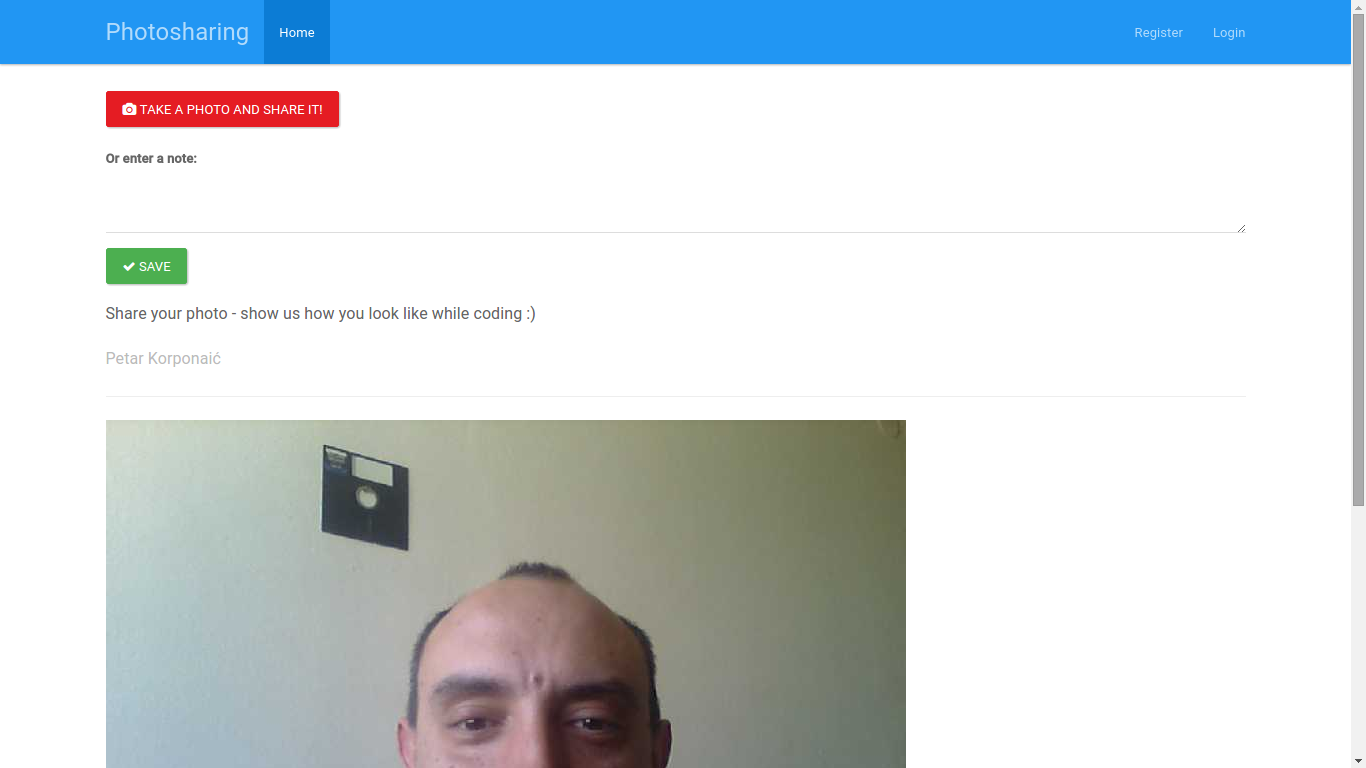 Photosharing
Home
Register
Login
TAKE A PHOTO AND SHARE IT!
Or enter a note:
SAVE
Share your photo - show us how you look like while coding :)
Petar Korponaić